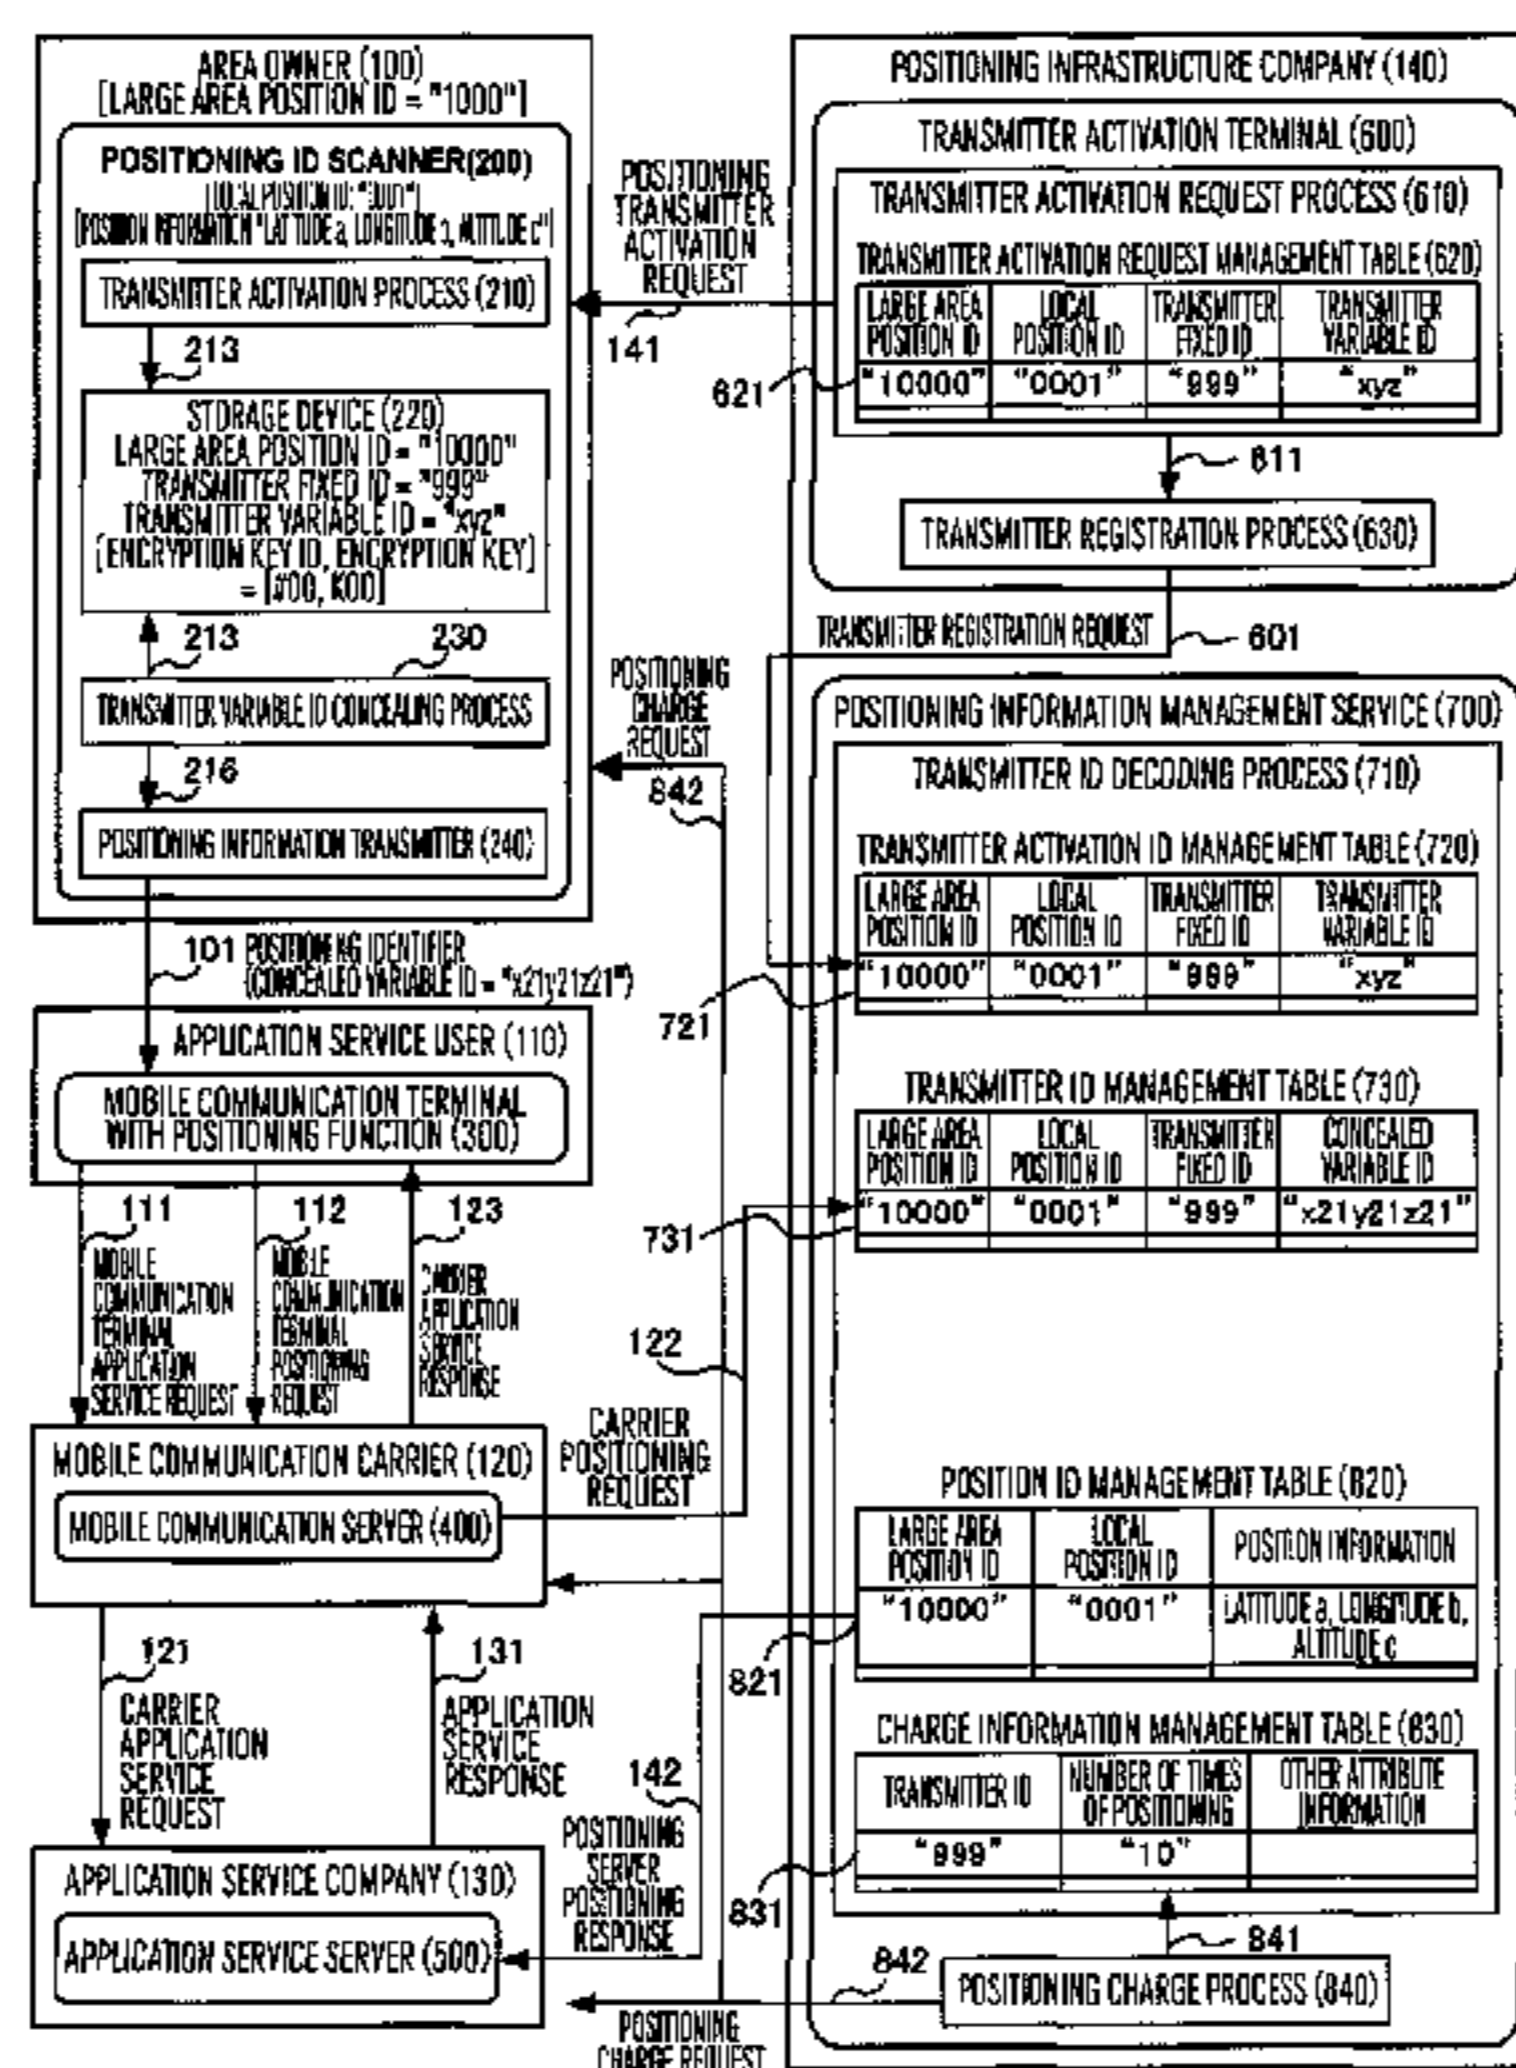 AREA OWNER (100)
[LARGE AREA POSITION ID = "1000"]
POSITIONING ID SCANNER(200)
[LOCAL POSITION ID: "0001"]
[POSITION INFORMATION "LATITUDE a, LONGITUDE b, ALTITUDE c"]
TRANSMITTER ACTIVATION PROCESS (210)
213
STORAGE DEVICE (220)
LARGE AREA POSITION ID = "10000"
TRANSMITTER FIXED ID = "999"
TRANSMITTER VARIABLE ID = "xyz"
[ENCRYPTION KEY ID, ENCRYPTION KEY]
= [#00, K00]
213
230
TRANSMITTER VARIABLE ID CONCEALING PROCESS
216
POSITIONING INFORMATION TRANSMITTER (240)
101 POSITIONING IDENTIFIER
(CONCEALED VARIABLE ID = "x21y21z21")
APPLICATION SERVICE USER (110)
MOBILE COMMUNICATION TERMINAL
WITH POSITIONING FUNCTION (300)
111
MOBILE
COMMUNICATION
TERMINAL
APPLICATION
SERVICE REQUEST
112
MOBILE
COMMUNICATION
TERMINAL
POSITIONING
REQUEST
123
CARRIER
APPLICATION
SERVICE
RESPONSE
MOBILE COMMUNICATION CARRIER (120)
MOBILE COMMUNICATION SERVER (400)
121
CARRIER
APPLICATION
SERVICE
REQUEST
131
APPLICATION
SERVICE
RESPONSE
APPLICATION SERVICE COMPANY (130)
APPLICATION SERVICE SERVER (500)
POSITIONING
TRANSMITTER
ACTIVATION
REQUEST
141
POSITIONING
CHARGE
REQUEST
842
122
CARRIER
POSITIONING
REQUEST
142
POSITIONING
SERVER
POSITIONING
RESPONSE
POSITIONING
CHARGE REQUEST
842
POSITIONING INFRASTRUCTURE COMPANY (140)
TRANSMITTER ACTIVATION TERMINAL (600)
TRANSMITTER ACTIVATION REQUEST PROCESS (610)
TRANSMITTER ACTIVATION REQUEST MANAGEMENT TABLE (620)
LARGE AREA POSITION ID LOCAL POSITION ID TRANSMITTER FIXED ID TRANSMITTER VARIABLE ID
621 "10000" "0001" "999" "xyz"
611
TRANSMITTER REGISTRATION PROCESS (630)
TRANSMITTER REGISTRATION REQUEST
601
POSITIONING INFORMATION MANAGEMENT SERVICE (700)
TRANSMITTER ID DECODING PROCESS (710)
TRANSMITTER ACTIVATION ID MANAGEMENT TABLE (720)
LARGE AREA POSITION ID LOCAL POSITION ID TRANSMITTER FIXED ID TRANSMITTER VARIABLE ID
721 "10000" "0001" "999" "xyz"
TRANSMITTER ID MANAGEMENT TABLE (730)
LARGE AREA POSITION ID LOCAL POSITION ID TRANSMITTER FIXED ID CONCEALED VARIABLE ID
731 "10000" "0001" "999" "x21y21z21"
POSITION ID MANAGEMENT TABLE (820)
LARGE AREA POSITION ID LOCAL POSITION ID POSITION INFORMATION
821 "10000" "0001" LATITUDE a, LONGITUDE b, ALTITUDE c
CHARGE INFORMATION MANAGEMENT TABLE (830)
TRANSMITTER ID NUMBER OF TIMES OF POSITIONING OTHER ATTRIBUTE INFORMATION
831 "999" "10"
841
POSITIONING CHARGE PROCESS (840)